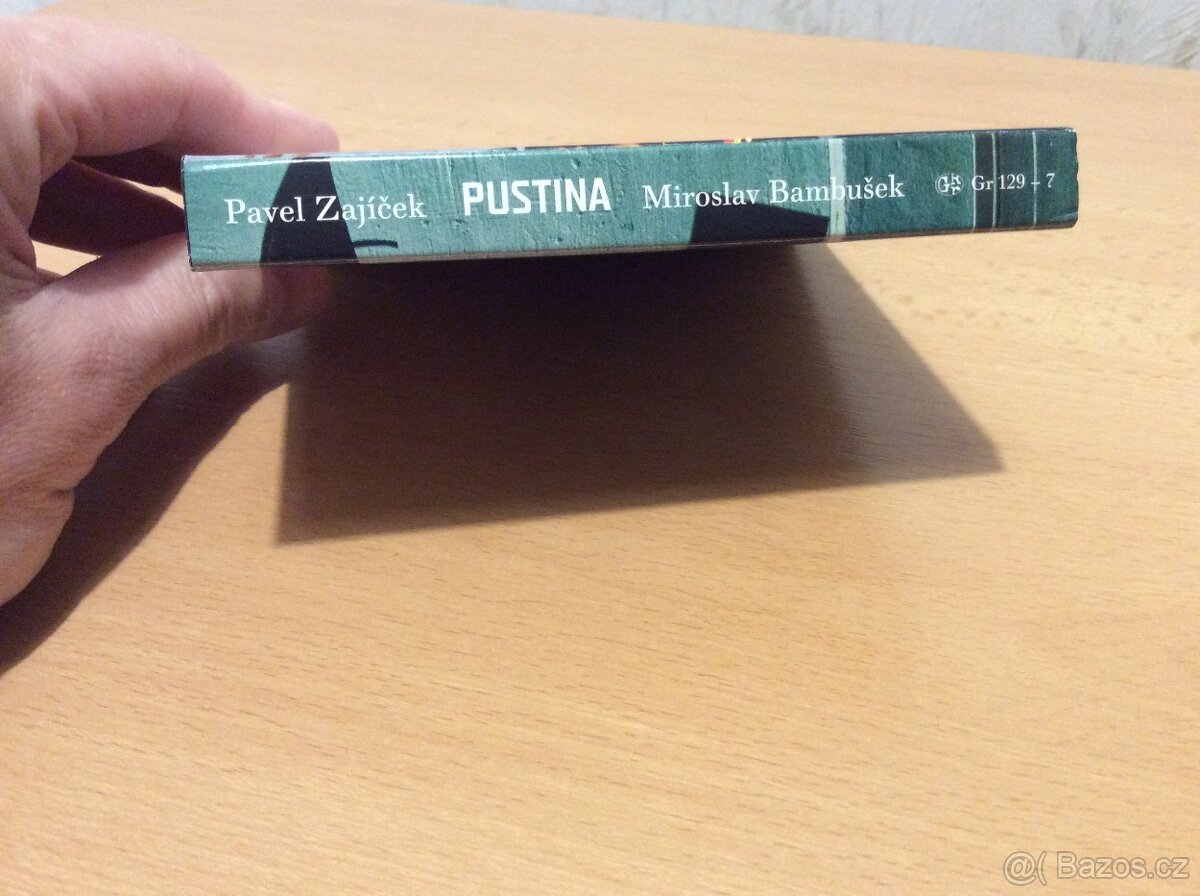 Pavel Zajíček PUSTINA Miroslav Bambušek Gr 129 - 7
@( Bazos.cz